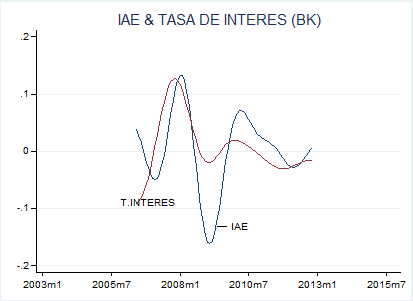 IAE & TASA DE INTERES (BK)
.2
.1
0
-.1
-.2
T.INTERES
IAE
2003m1 2005m7 2008m1 2010m7 2013m1 2015m7